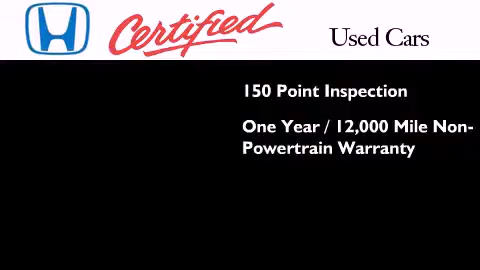 Certified Used Cars
150 Point Inspection
One Year / 12,000 Mile Non-
Powertrain Warranty